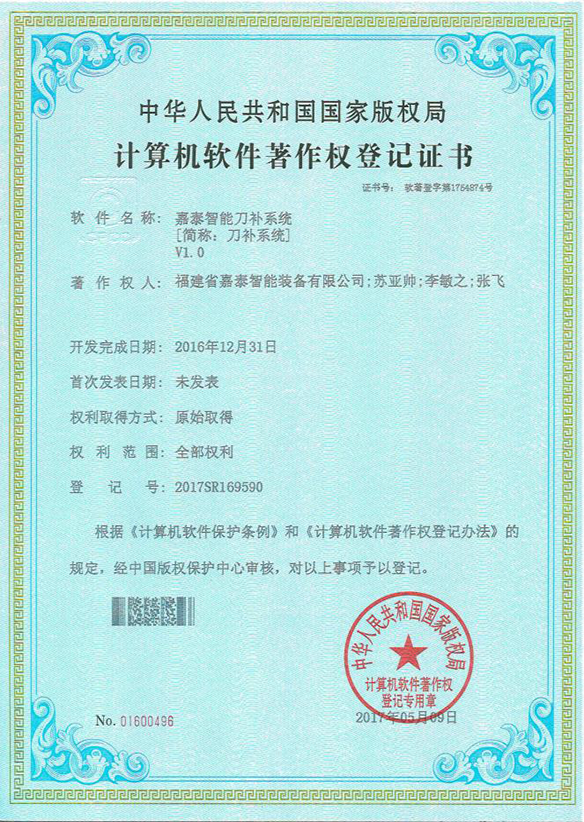 中华人民共和国国家版权局
计算机软件著作权登记证书
证书号: 软著登字第1754874号
软件名称: 嘉泰智能刀补系统
[简称: 刀补系统]
V1.0
著作权人: 福建省嘉泰智能装备有限公司;苏亚帅;李敏之;张飞
开发完成日期: 2016年12月31日
首次发表日期: 未发表
权利取得方式: 原始取得
权利范围: 全部权利
登记号: 2017SR169590
根据《计算机软件保护条例》和《计算机软件著作权登记办法》的
规定，经中国版权保护中心审核，对以上事项予以登记。
中华人民共和国国家版权局
计算机软件著作权
登记专用章
No. 01600496
2017年05月09日